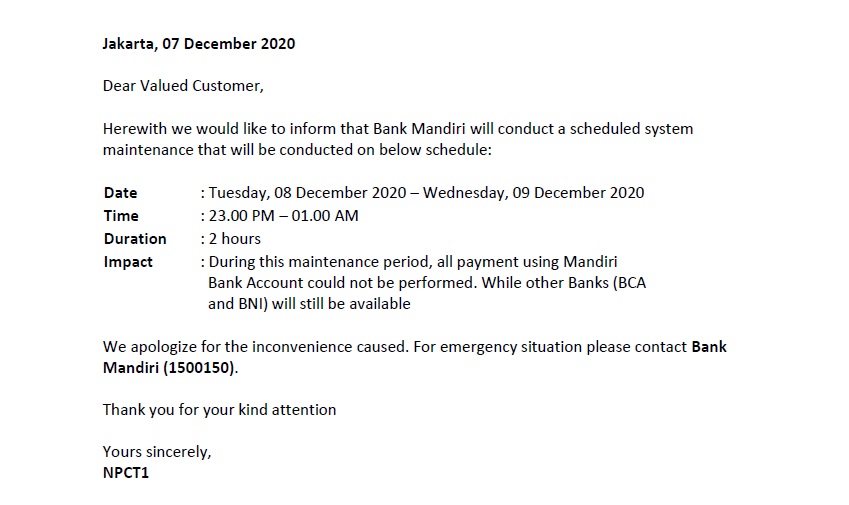 Jakarta, 07 December 2020
Dear Valued Customer,
Herewith we would like to inform that Bank Mandiri will conduct a scheduled system
maintenance that will be conducted on below schedule:
Date : Tuesday, 08 December 2020 – Wednesday, 09 December 2020
Time : 23.00 PM – 01.00 AM
Duration : 2 hours
Impact : During this maintenance period, all payment using Mandiri
Bank Account could not be performed. While other Banks (BCA
and BNI) will still be available
We apologize for the inconvenience caused. For emergency situation please contact Bank
Mandiri (1500150).
Thank you for your kind attention
Yours sincerely,
NPCT1